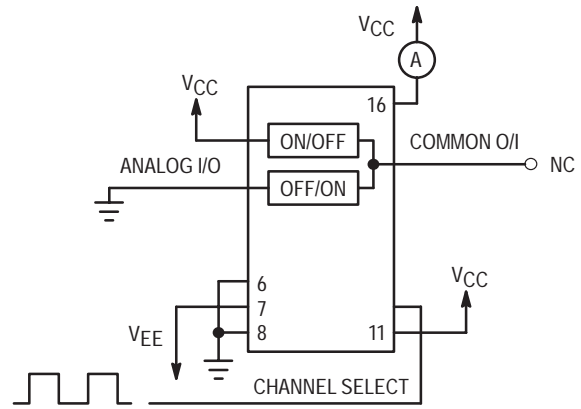 VCC
A
VCC
16
ON/OFF
COMMON O/I
ANALOG I/O
NC
OFF/ON
6
VCC
7
VEE
8
11
CHANNEL SELECT